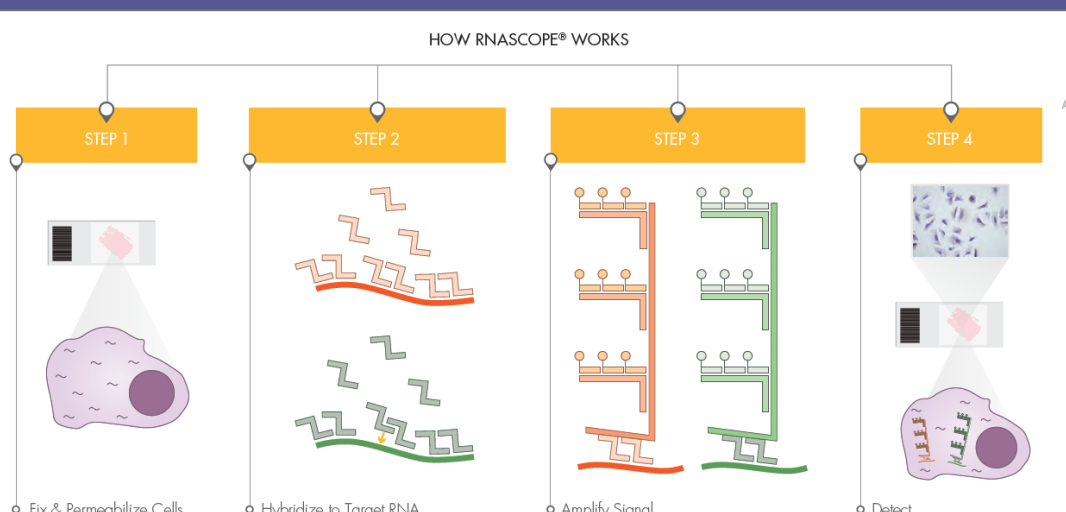 HOW RNASCOPE® WORKS
STEP 1
STEP 2
STEP 3
STEP 4
Fix & Permeabilize Cells
Hybridize to Target RNA
Amplify Signal
Detect